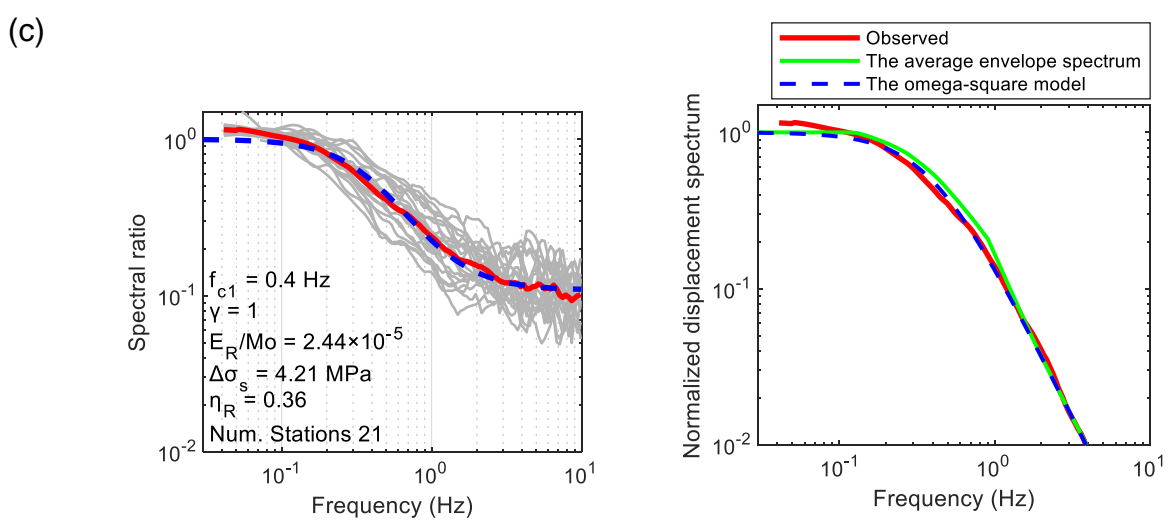 (c)
Spectral ratio
10^0
10^-1
10^-2
f_c1 = 0.4 Hz
γ = 1
E_R/Mo = 2.44×10^-5
Δσ_s = 4.21 MPa
η_R = 0.36
Num. Stations 21
10^-1 10^0 10^1
Frequency (Hz)
Observed
The average envelope spectrum
The omega-square model
Normalized displacement spectrum
10^0
10^-1
10^-2
10^-1 10^0 10^1
Frequency (Hz)